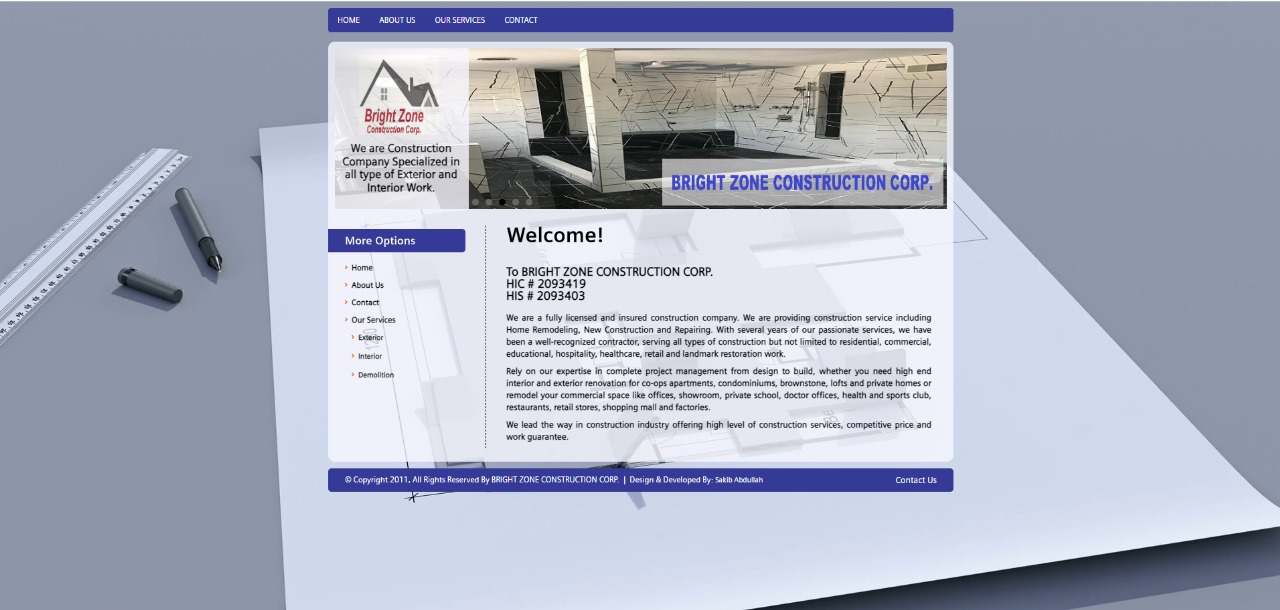 HOME ABOUT US OUR SERVICES CONTACT
Bright Zone
Construction Corp.
We are Construction
Company Specialized in
all type of Exterior and
Interior Work.
BRIGHT ZONE CONSTRUCTION CORP.
More Options
Home
About Us
Contact
Our Services
Exterior
Interior
Demolition
Welcome!
To BRIGHT ZONE CONSTRUCTION CORP.
HIC # 2093419
HIS # 2093403
We are a fully licensed and insured construction company. We are providing construction service including
Home Remodeling, New Construction and Repairing. With several years of our passionate services, we have
been a well-recognized contractor, serving all types of construction but not limited to residential, commercial,
educational, hospitality, healthcare, retail and landmark restoration work.
Rely on our expertise in complete project management from design to build, whether you need high end
interior and exterior renovation for co-ops apartments, condominiums, brownstone, lofts and private homes or
remodel your commercial space like offices, showroom, private school, doctor offices, health and sports club,
restaurants, retail stores, shopping mall and factories.
We lead the way in construction industry offering high level of construction services, competitive price and
work guarantee.
© Copyright 2011, All Rights Reserved By BRIGHT ZONE CONSTRUCTION CORP. | Design & Developed By: Sakib Abdullah Contact Us